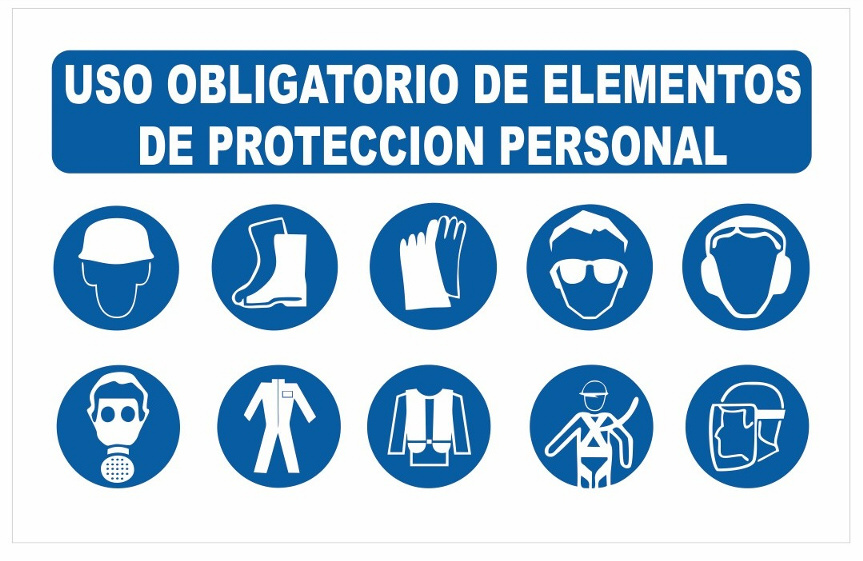 USO OBLIGATORIO DE ELEMENTOS
DE PROTECCION PERSONAL